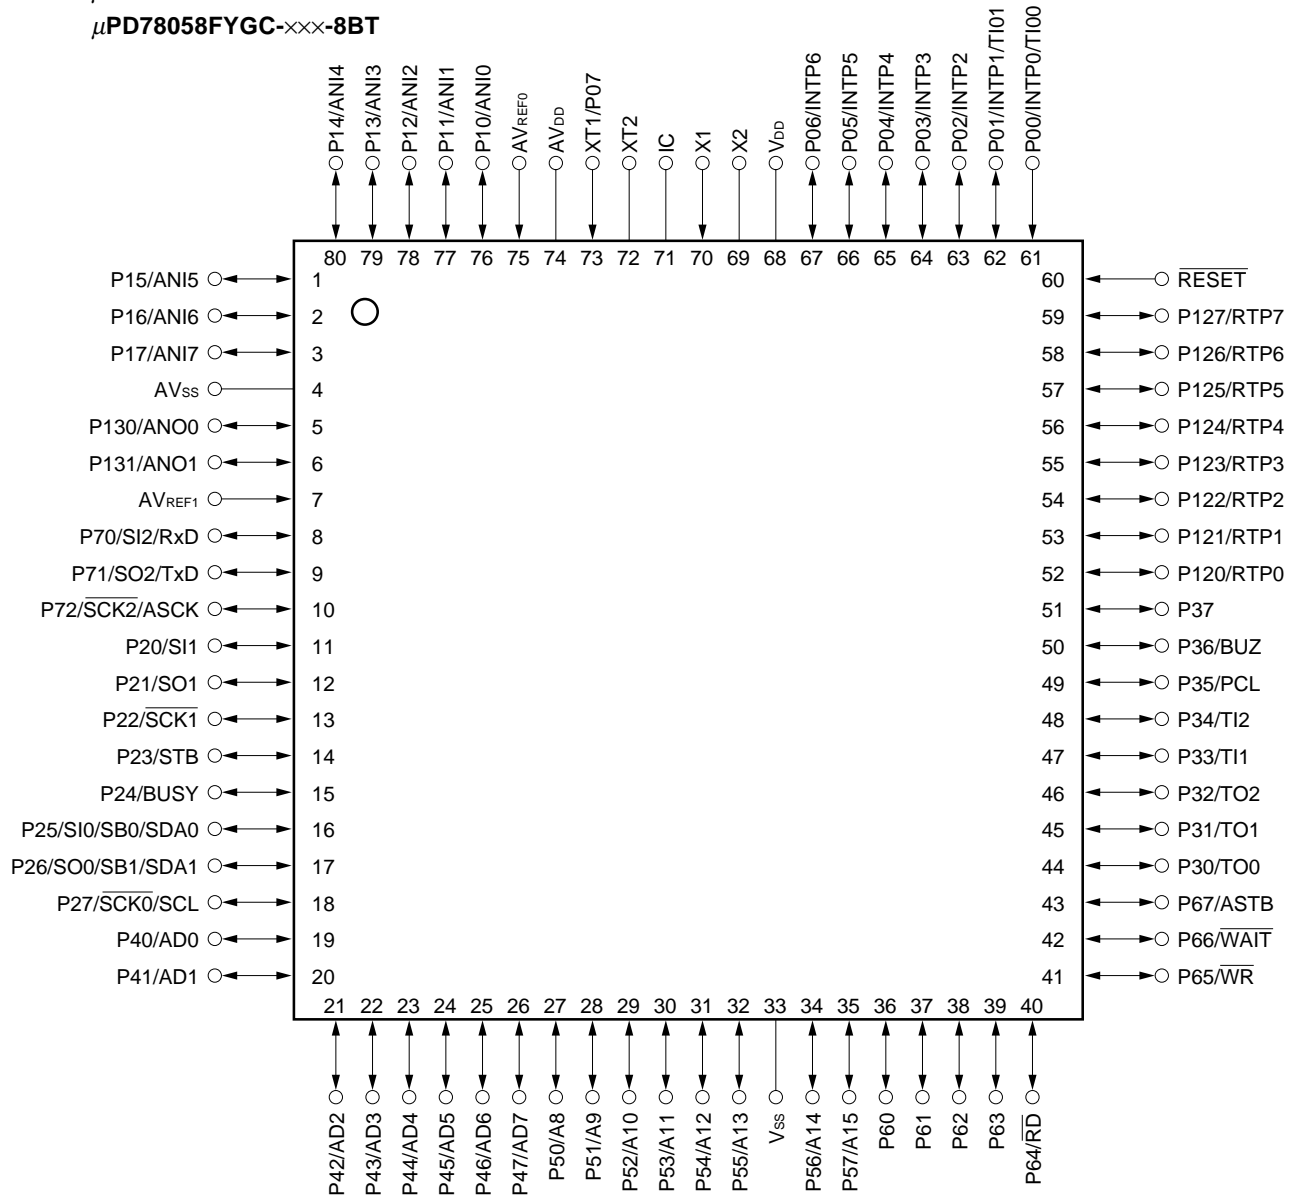 μPD78058FYGC-×××-8BT
P14/ANI4
P13/ANI3
P12/ANI2
P11/ANI1
P10/ANI0
AVREF0
AVDD
XT1/P07
XT2
IC
X1
X2
VDD
P06/INTP6
P05/INTP5
P04/INTP4
P03/INTP3
P02/INTP2
P01/INTP1/TI01
P00/INTP0/TI00
80 79 78 77 76 75 74 73 72 71 70 69 68 67 66 65 64 63 62 61
P15/ANI5 1
P16/ANI6 2
P17/ANI7 3
AVSS 4
P130/ANO0 5
P131/ANO1 6
AVREF1 7
P70/SI2/RxD 8
P71/SO2/TxD 9
P72/SCK2/ASCK 10
P20/SI1 11
P21/SO1 12
P22/SCK1 13
P23/STB 14
P24/BUSY 15
P25/SI0/SB0/SDA0 16
P26/SO0/SB1/SDA1 17
P27/SCK0/SCL 18
P40/AD0 19
P41/AD1 20
60 RESET
59 P127/RTP7
58 P126/RTP6
57 P125/RTP5
56 P124/RTP4
55 P123/RTP3
54 P122/RTP2
53 P121/RTP1
52 P120/RTP0
51 P37
50 P36/BUZ
49 P35/PCL
48 P34/TI2
47 P33/TI1
46 P32/TO2
45 P31/TO1
44 P30/TO0
43 P67/ASTB
42 P66/WAIT
41 P65/WR
21 22 23 24 25 26 27 28 29 30 31 32 33 34 35 36 37 38 39 40
P42/AD2
P43/AD3
P44/AD4
P45/AD5
P46/AD6
P47/AD7
P50/A8
P51/A9
P52/A10
P53/A11
P54/A12
P55/A13
VSS
P56/A14
P57/A15
P60
P61
P62
P63
P64/RD